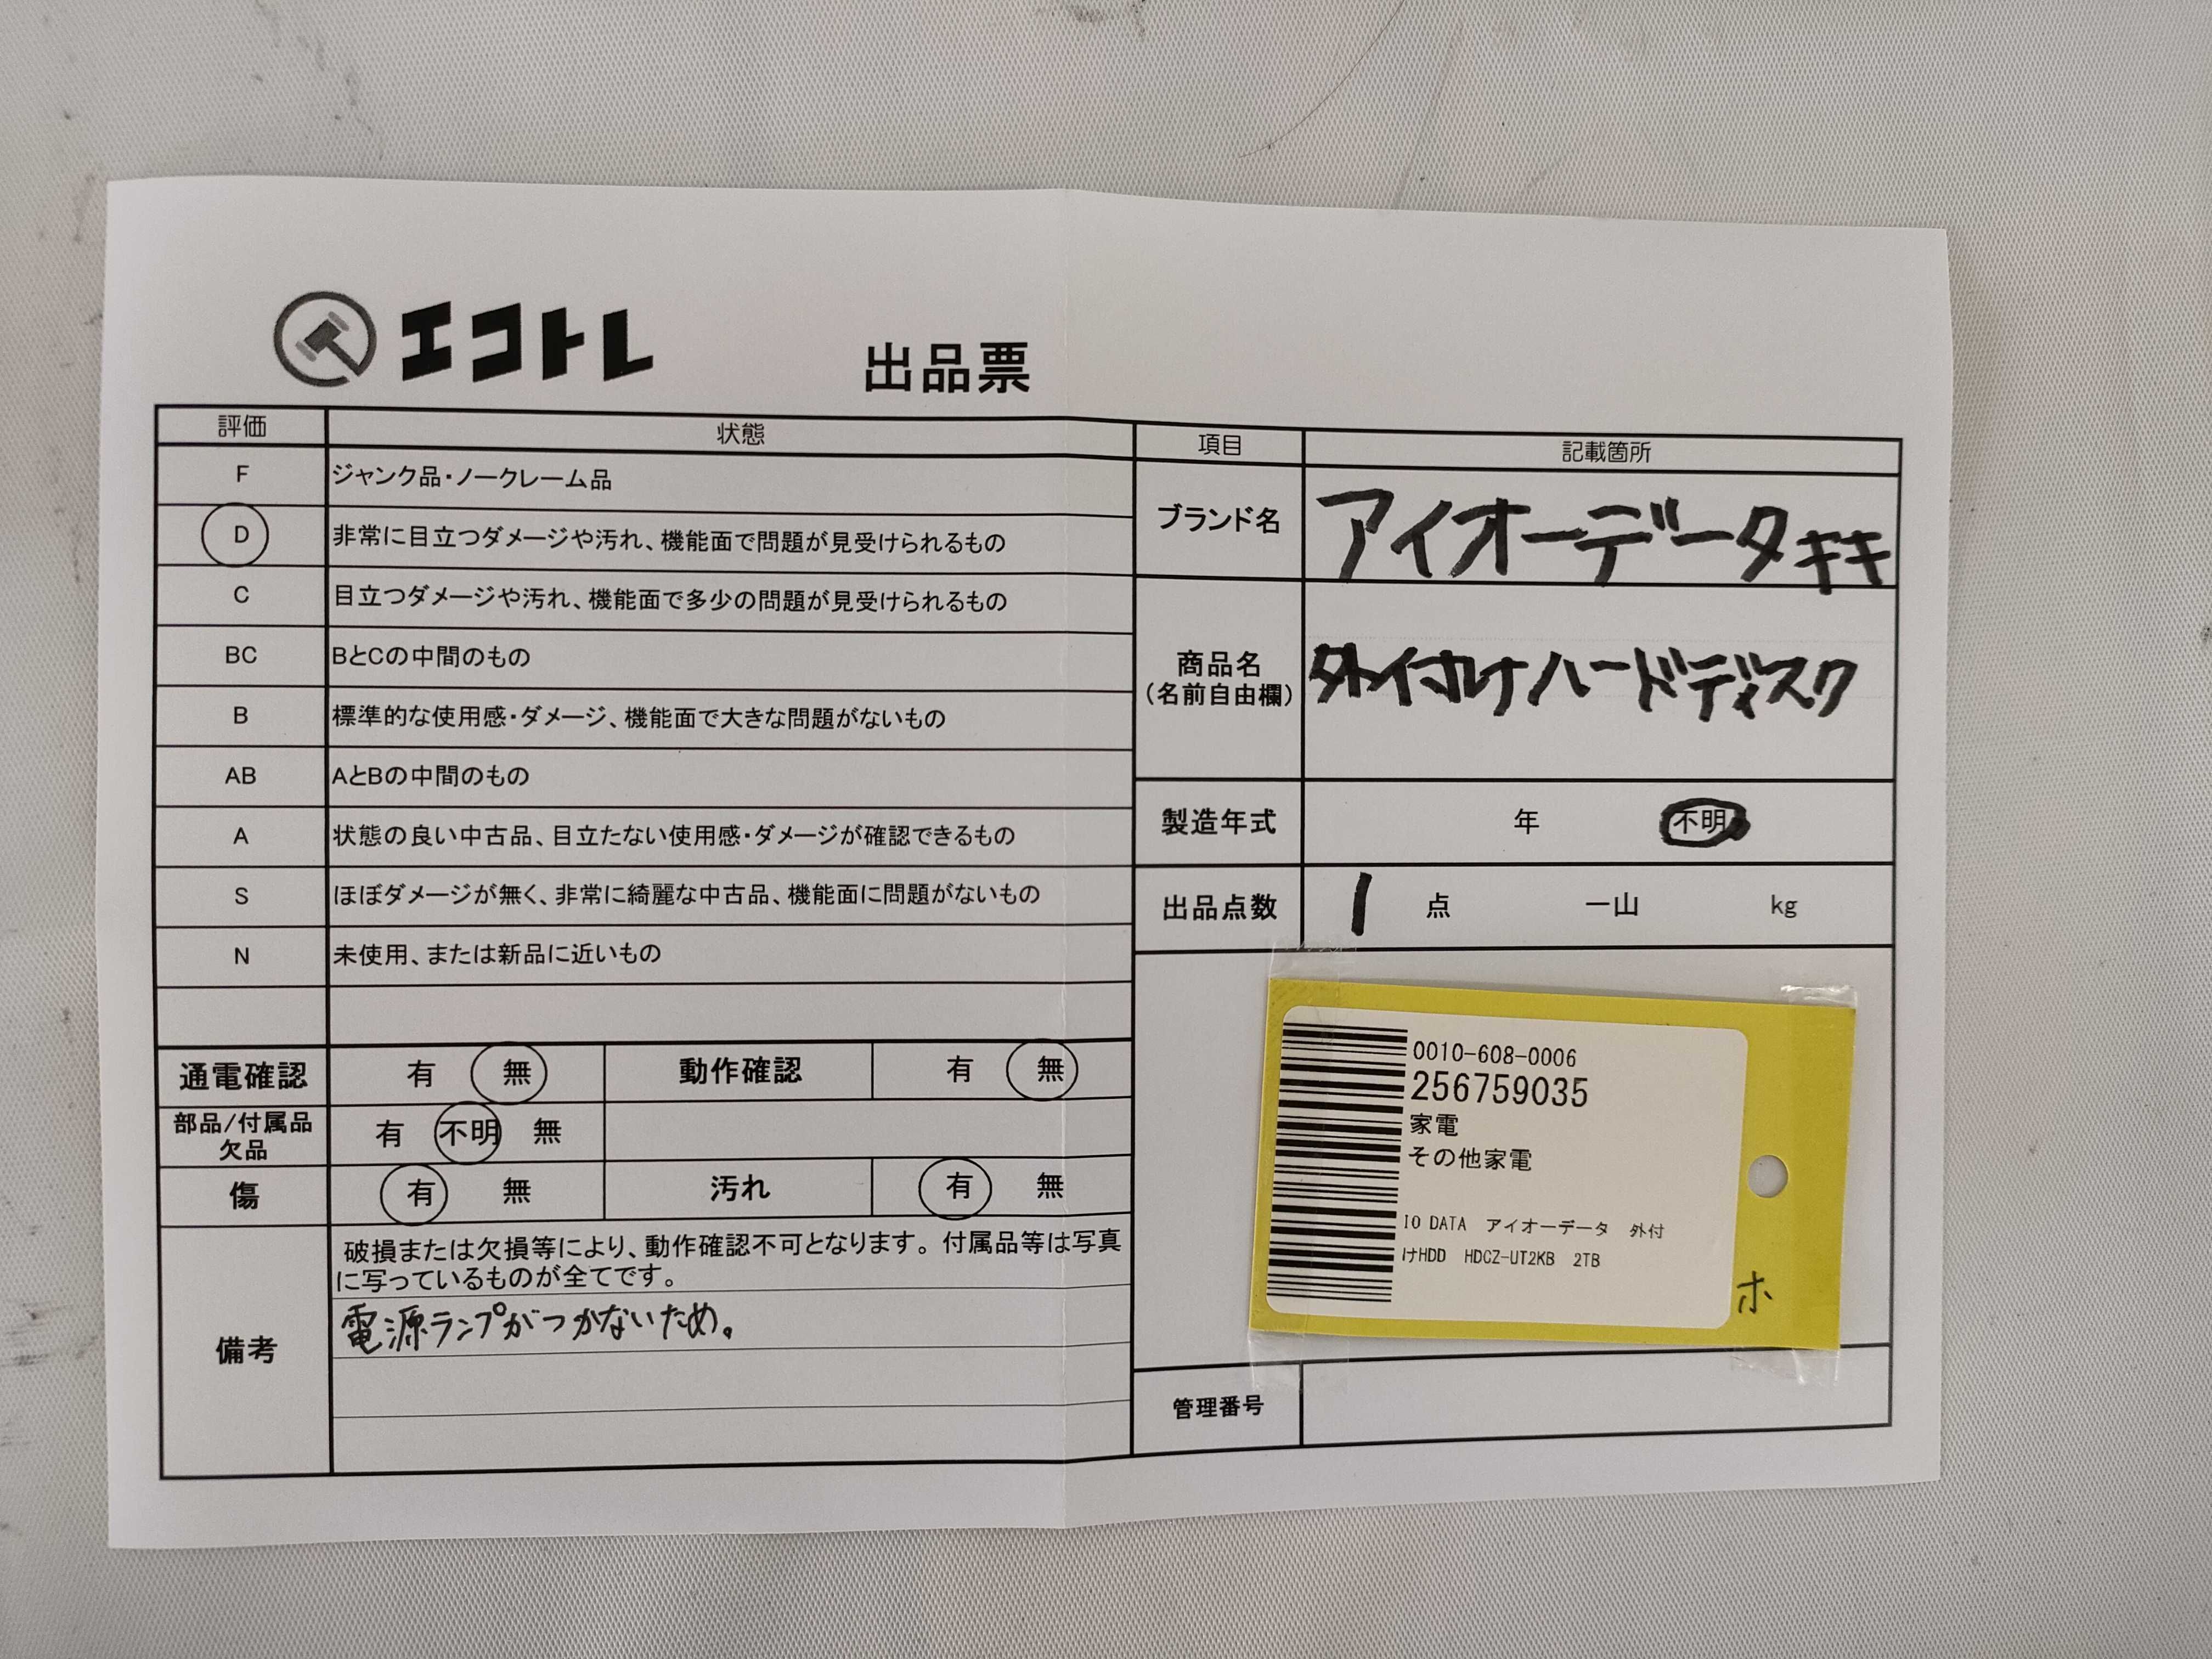 エコトレ
出品票
評価 状態
F ジャンク品・ノークレーム品
D 非常に目立つダメージや汚れ、機能面で問題が見受けられるもの
C 目立つダメージや汚れ、機能面で多少の問題が見受けられるもの
BC BとCの中間のもの
B 標準的な使用感・ダメージ、機能面で大きな問題がないもの
AB AとBの中間のもの
A 状態の良い中古品、目立たない使用感・ダメージが確認できるもの
S ほぼダメージが無く、非常に綺麗な中古品、機能面に問題がないもの
N 未使用、または新品に近いもの
通電確認 有 無 動作確認 有 無
部品/付属品
欠品
有 不明 無
傷 有 無 汚れ 有 無
備考
破損または欠損等により、動作確認不可となります。付属品等は写真
に写っているものが全てです。
電源ランプがつかないため。
項目 記載箇所
ブランド名 アイオーデータキキ
商品名
(名前自由欄)
外付けハードディスク
製造年式 年 不明
出品点数 1 点 一山 kg
0010-608-0006
256759035
家電
その他家電
IO DATA アイオーデータ 外付
けHDD HDCZ-UT2KB 2TB
ホ
管理番号